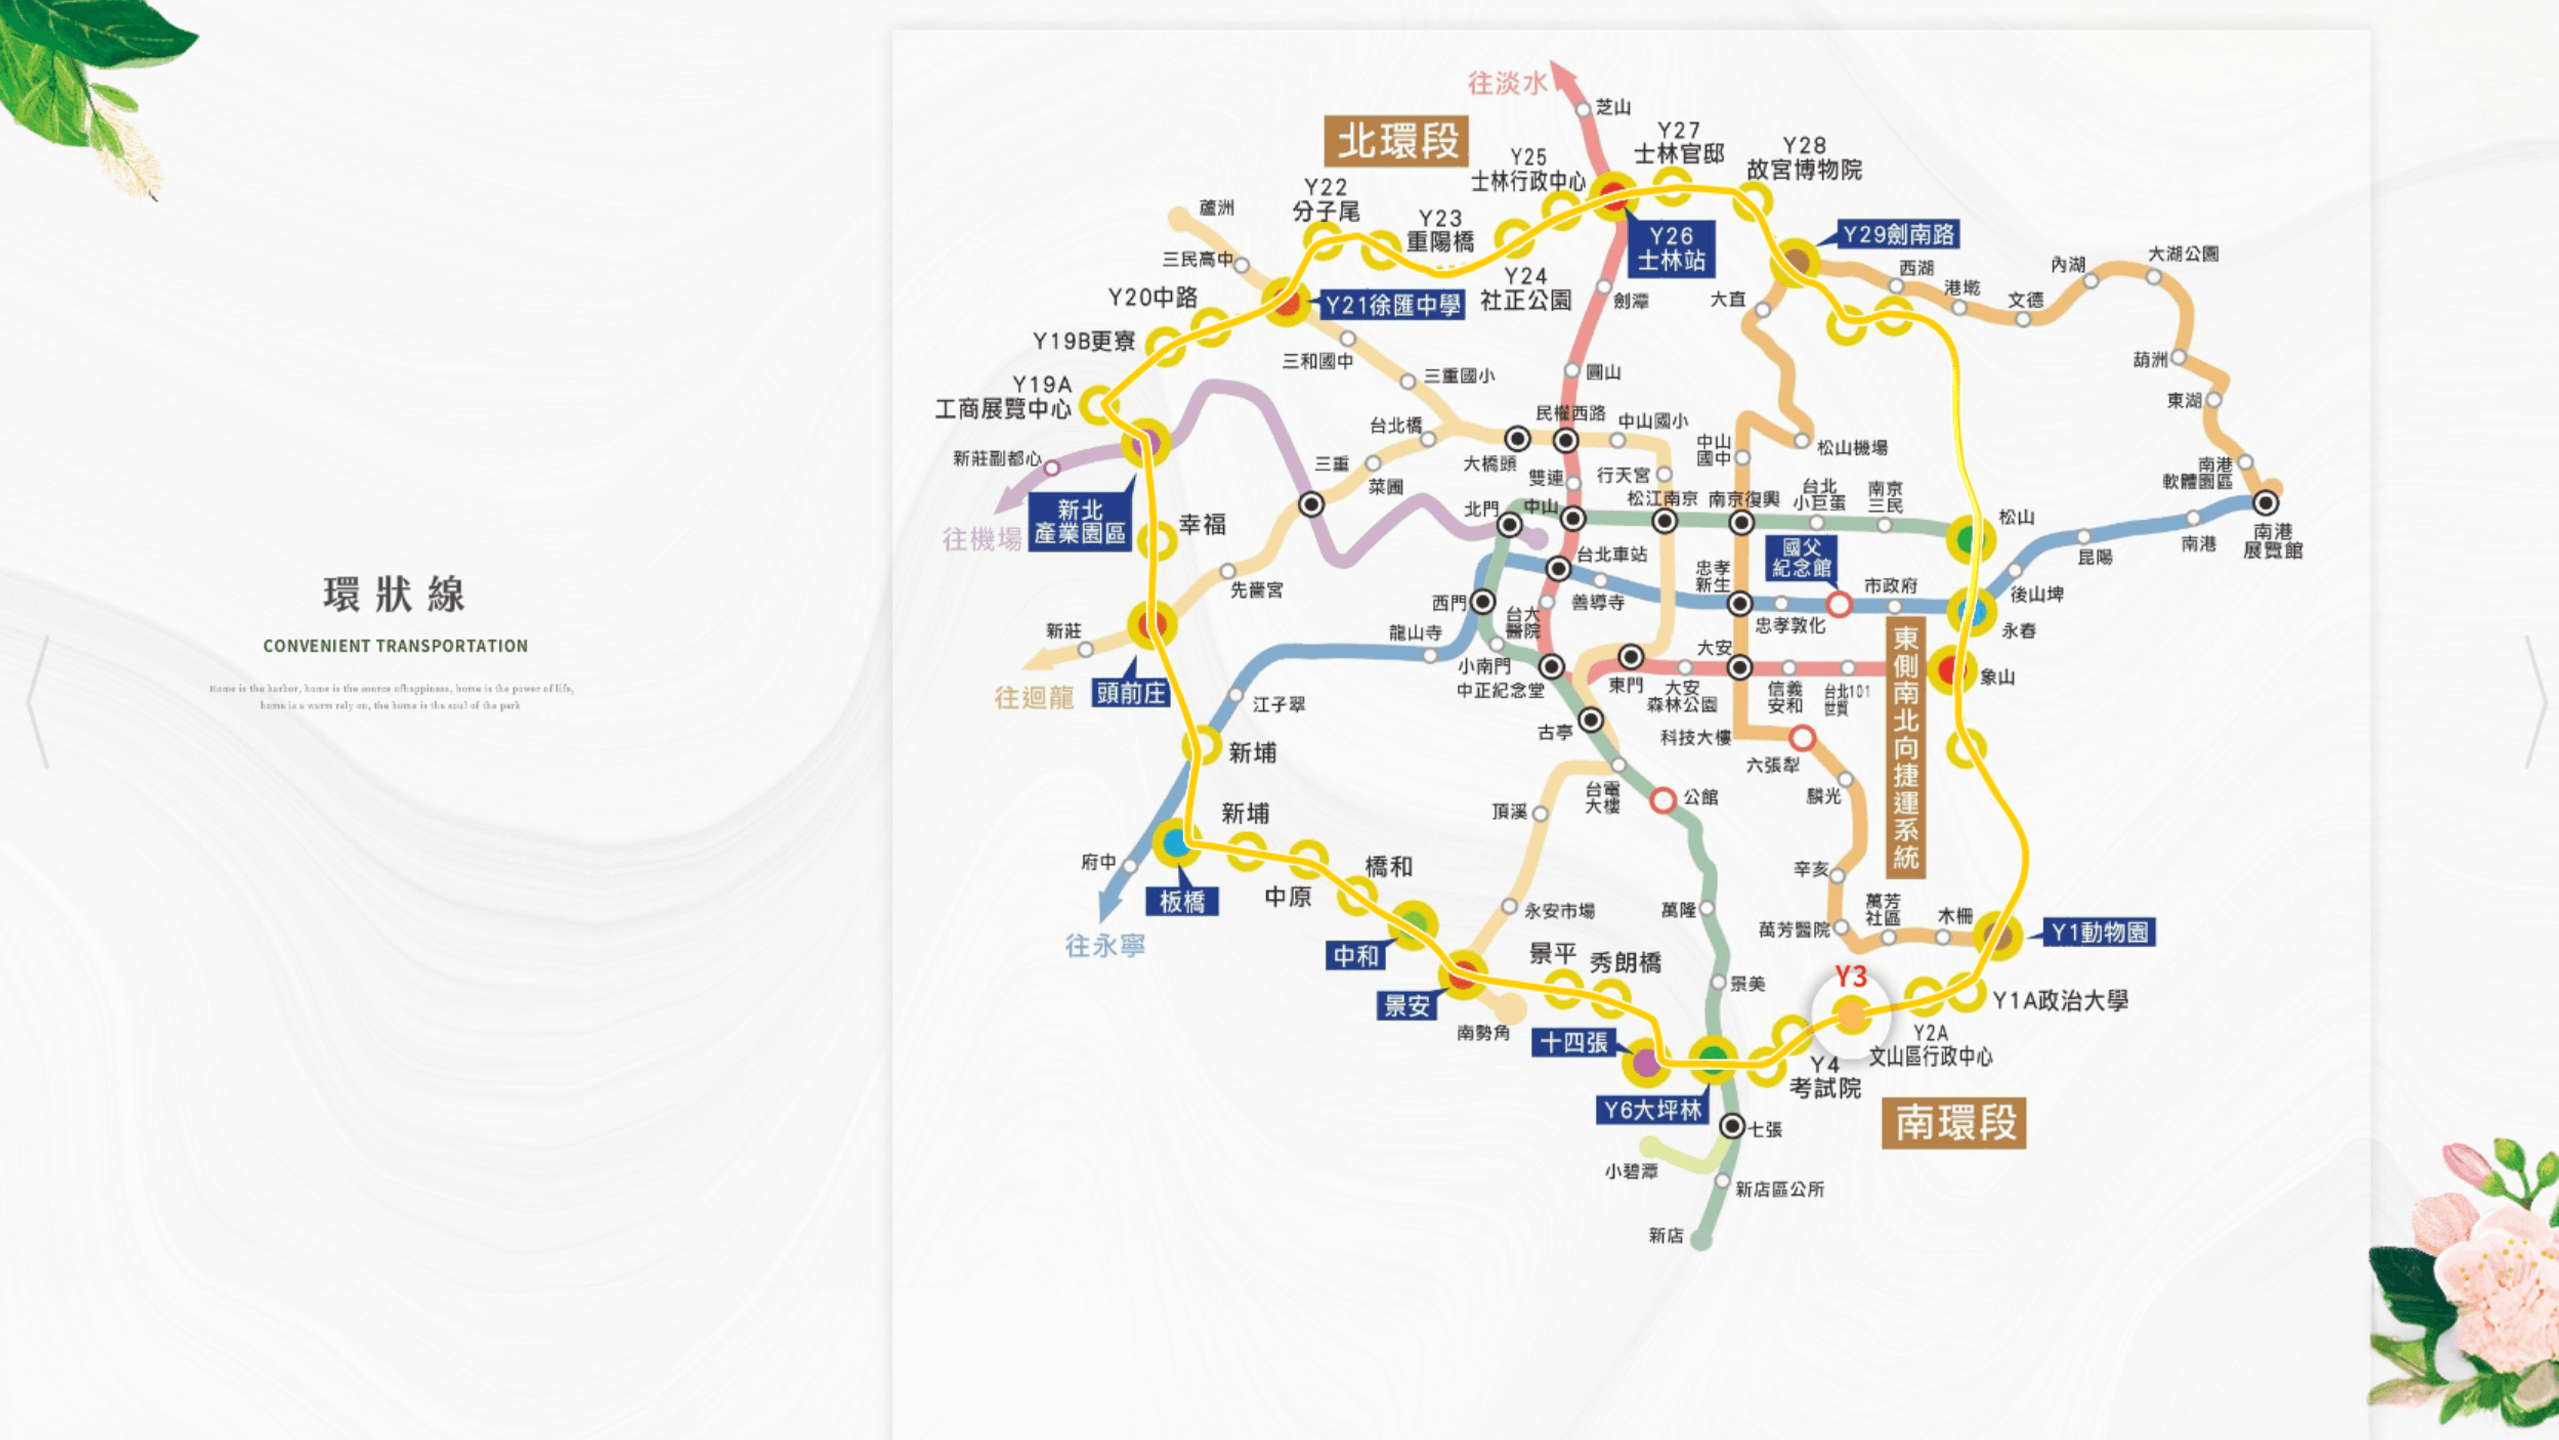 環狀線
CONVENIENT TRANSPORTATION
Home is the harbor, home is the source ofhappiness, home is the power of life,
home is a warm rely on, the home is the soul of the park
往淡水
芝山
北環段
Y27
士林官邸
Y28
故宮博物院
Y25
士林行政中心
Y22
分子尾
蘆洲
Y23
重陽橋
Y26
士林站
Y29劍南路
三民高中
西湖
內湖
大湖公園
Y20中路
Y21徐匯中學
Y24
社正公園
劍潭
大直
港墘
文德
Y19B更寮
三和國中
葫洲
Y19A
工商展覽中心
三重國小
圓山
東湖
台北橋
民權西路
中山國小
中山
國中
松山機場
新莊副都心
三重
菜圃
大橋頭
雙連
行天宮
南港
軟體園區
新北
產業園區
往機場
幸福
北門
中山
松江南京
南京復興
台北
小巨蛋
南京
三民
松山
南港
展覽館
台北車站
國父
紀念館
昆陽
南港
先嗇宮
西門
台大
醫院
善導寺
忠孝
新生
忠孝敦化
市政府
後山埤
永春
新莊
龍山寺
小南門
中正紀念堂
東門
大安
森林公園
大安
信義
安和
台北101
世貿
象山
往迴龍
頭前庄
江子翠
古亭
科技大樓
六張犁
東側南北向捷運系統
新埔
台電
大樓
公館
麟光
新埔
頂溪
府中
橋和
辛亥
板橋
中原
永安市場
萬隆
萬芳醫院
萬芳
社區
木柵
Y1動物園
往永寧
中和
景平
秀朗橋
景美
Y3
景安
南勢角
十四張
Y1A政治大學
Y2A
文山區行政中心
Y4
考試院
Y6大坪林
南環段
七張
小碧潭
新店區公所
新店